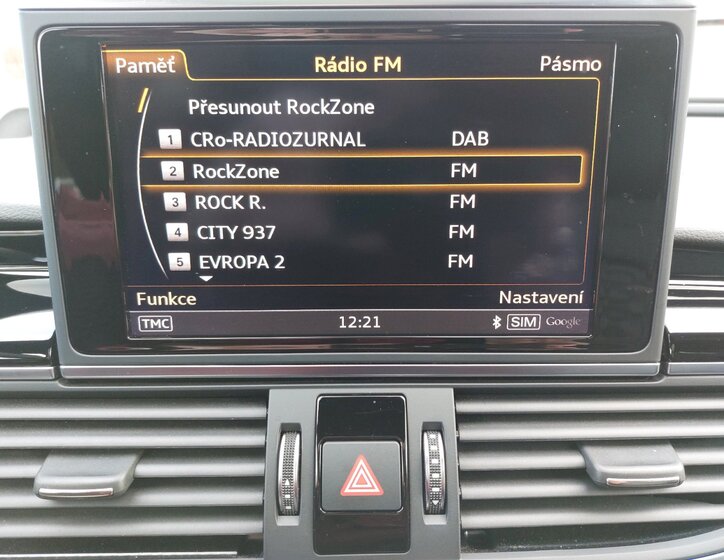 Paměť Rádio FM Pásmo
Přesunout RockZone
1 CRo-RADIOZURNAL DAB
2 RockZone FM
3 ROCK R. FM
4 CITY 937 FM
5 EVROPA 2 FM
Funkce Nastavení
TMC 12:21 SIM Google